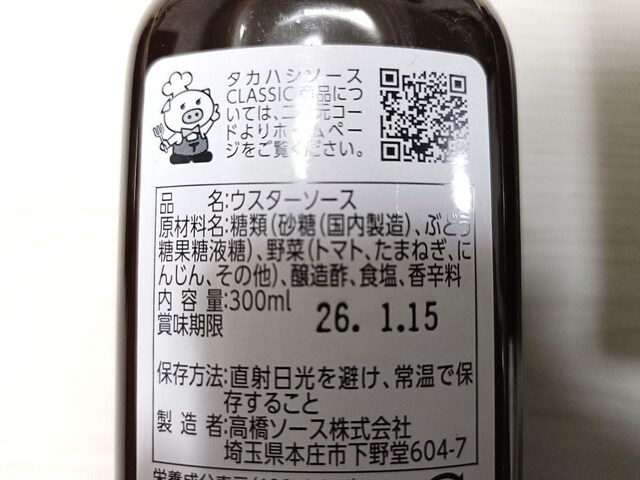 タカハシソース
CLASSIC商品につ
いては、二次元コー
ドよりホームペー
ジをご覧ください。
品名:ウスターソース
原材料名:糖類(砂糖(国内製造)、ぶどう
糖果糖液糖)、野菜(トマト、たまねぎ、に
んじん、その他)、醸造酢、食塩、香辛料
内容量:300ml
賞味期限 26. 1.15
保存方法:直射日光を避け、常温で保
存すること
製造者:高橋ソース株式会社
埼玉県本庄市下野堂604-7